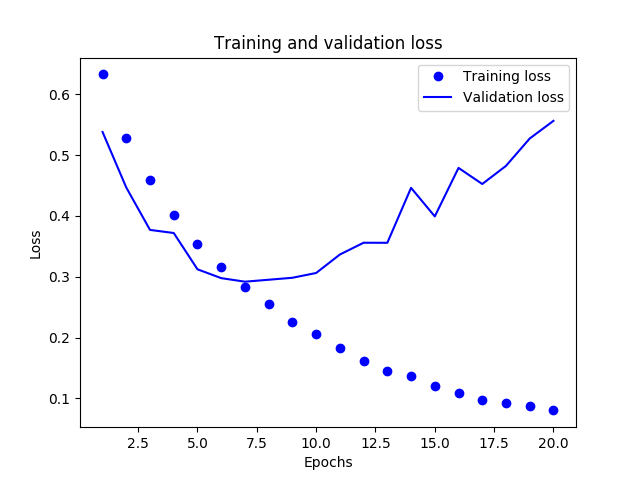 Training and validation loss
Training loss
Validation loss
0.6
0.5
0.4
0.3
0.2
0.1
Loss
2.5 5.0 7.5 10.0 12.5 15.0 17.5 20.0
Epochs